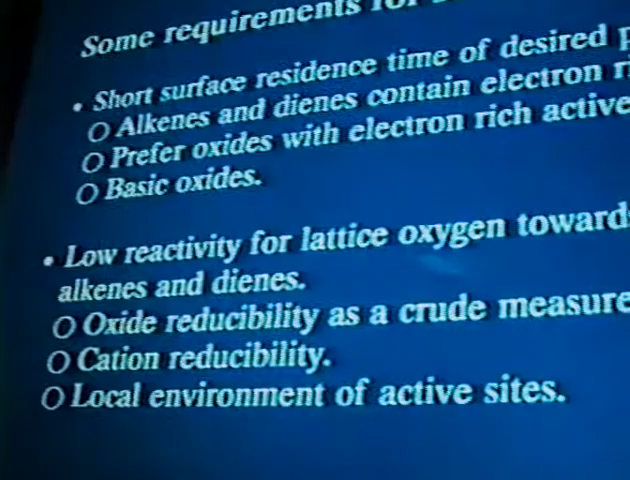 Some requirements for
• Short surface residence time of desired
O Alkenes and dienes contain electron
O Prefer oxides with electron rich active
O Basic oxides.
• Low reactivity for lattice oxygen toward
alkenes and dienes.
O Oxide reducibility as a crude measure
O Cation reducibility.
O Local environment of active sites.